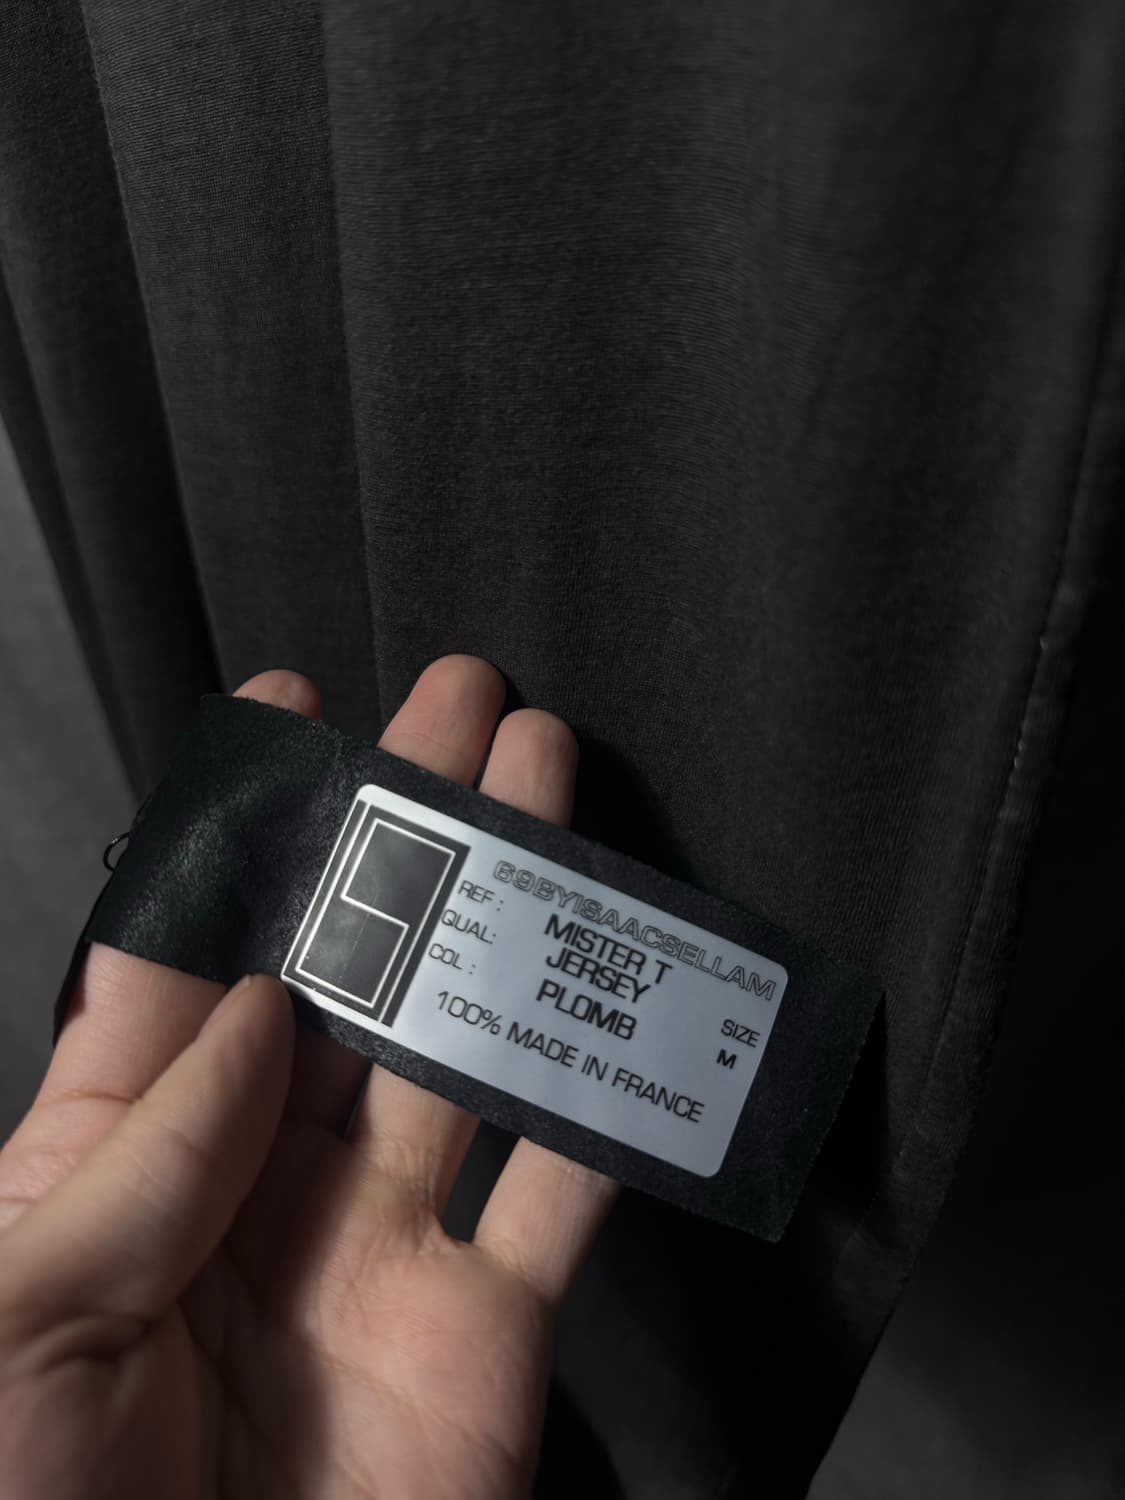 69BYISAACSELLAM
REF : MISTER T
QUAL: JERSEY
COL : PLOMB
SIZE
M
100% MADE IN FRANCE